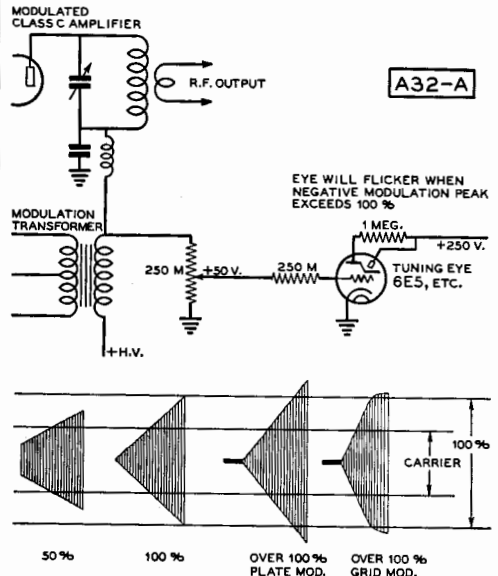 MODULATED
CLASS C AMPLIFIER
R.F. OUTPUT
A32-A
EYE WILL FLICKER WHEN
NEGATIVE MODULATION PEAK
EXCEEDS 100 %
MODULATION
TRANSFORMER
1 MEG.
+250 V.
250 M
+50 V.
250 M
TUNING EYE
6E5, ETC.
+H.V.
100 %
CARRIER
50 %
100 %
OVER 100 %
PLATE MOD.
OVER 100 %
GRID MOD.